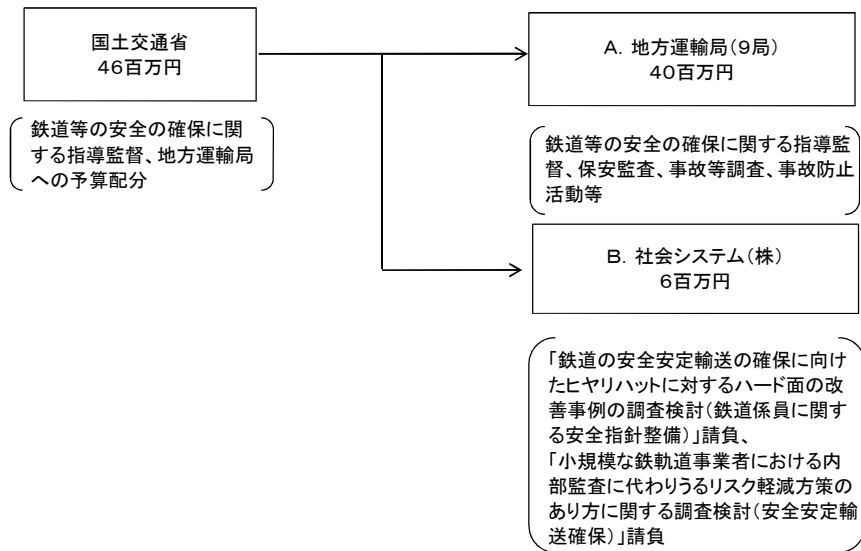 国土交通省
46百万円
鉄道等の安全の確保に関
する指導監督、地方運輸局
への予算配分
A. 地方運輸局(9局)
40百万円
鉄道等の安全の確保に関する指導監
督、保安監査、事故等調査、事故防止
活動等
B. 社会システム(株)
6百万円
「鉄道の安全安定輸送の確保に向け
たヒヤリハットに対するハード面の改
善事例の調査検討(鉄道係員に関す
る安全指針整備)」請負、
「小規模な鉄軌道事業者における内
部監査に代わりうるリスク軽減方策の
あり方に関する調査検討(安全安定輸
送確保)」請負